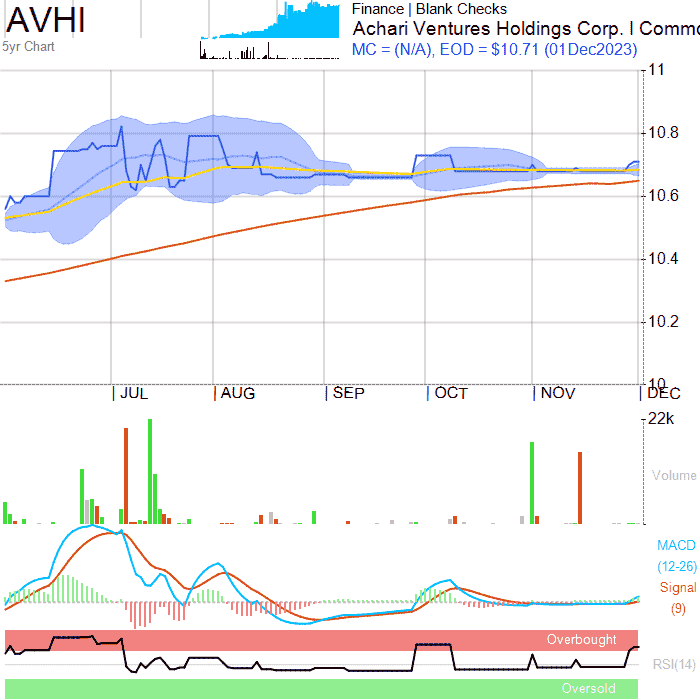 AVHI
5yr Chart
Finance | Blank Checks
Achari Ventures Holdings Corp. I Commo
MC = (N/A), EOD = $10.71 (01Dec2023)
11
10.8
10.6
10.4
10.2
10
JUL AUG SEP OCT NOV DEC
22k
Volume
MACD
(12-26)
Signal
(9)
Overbought
RSI(14)
Oversold